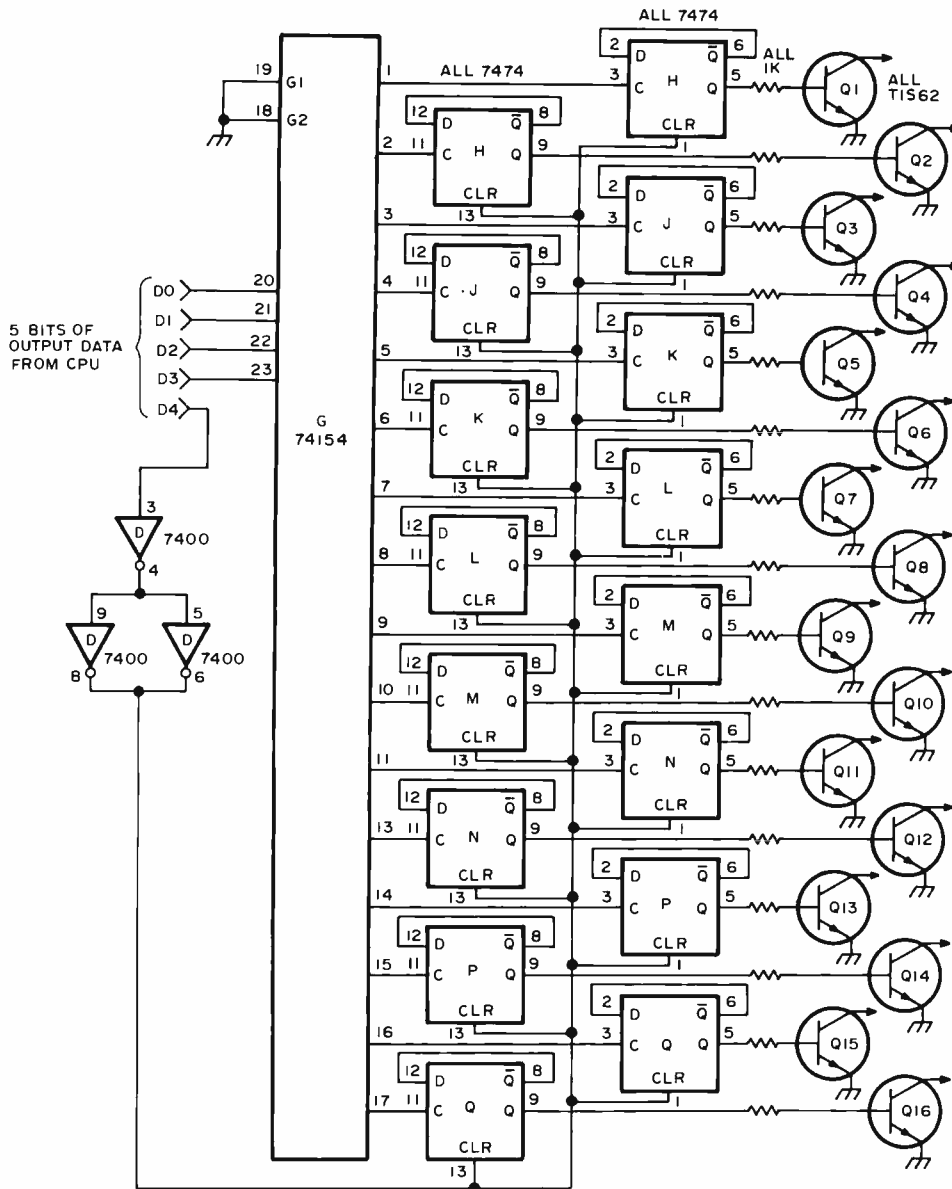 ALL 7474
2 D Q̅ 6
3 C H Q 5
CLR
1
ALL
1K
Q1
ALL
TIS62
19 G1
18 G2
1 ALL 7474
12 D Q̅ 8
2 11 C H Q 9
CLR
13
Q2
2 D Q̅ 6
3 3 C J Q 5
CLR
1
Q3
12 D Q̅ 8
4 11 C J Q 9
CLR
13
Q4
5 BITS OF
OUTPUT DATA
FROM CPU
D0 20
D1 21
D2 22
D3 23
D4
G
74154
2 D Q̅ 6
5 3 C K Q 5
CLR
1
Q5
12 D Q̅ 8
6 11 C K Q 9
CLR
13
Q6
2 D Q̅ 6
7 3 C L Q 5
CLR
1
Q7
3
D 7400
4
12 D Q̅ 8
8 11 C L Q 9
CLR
13
Q8
9 5
D 7400 D 7400
8 6
2 D Q̅ 6
9 3 C M Q 5
CLR
1
Q9
12 D Q̅ 8
10 11 C M Q 9
CLR
13
Q10
2 D Q̅ 6
11 3 C N Q 5
CLR
1
Q11
12 D Q̅ 8
13 11 C N Q 9
CLR
13
Q12
2 D Q̅ 6
14 3 C P Q 5
CLR
1
Q13
12 D Q̅ 8
15 11 C P Q 9
CLR
13
Q14
2 D Q̅ 6
16 3 C Q Q 5
CLR
1
Q15
12 D Q̅ 8
17 11 C Q Q 9
CLR
13
Q16